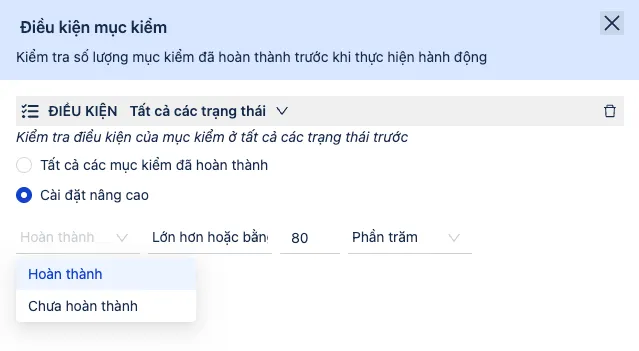 Điều kiện mục kiểm
Kiểm tra số lượng mục kiểm đã hoàn thành trước khi thực hiện hành động
ĐIỀU KIỆN Tất cả các trạng thái
Kiểm tra điều kiện của mục kiểm ở tất cả các trạng thái trước
Tất cả các mục kiểm đã hoàn thành
Cài đặt nâng cao
Hoàn thành Lớn hơn hoặc bằng 80 Phần trăm
Hoàn thành
Chưa hoàn thành